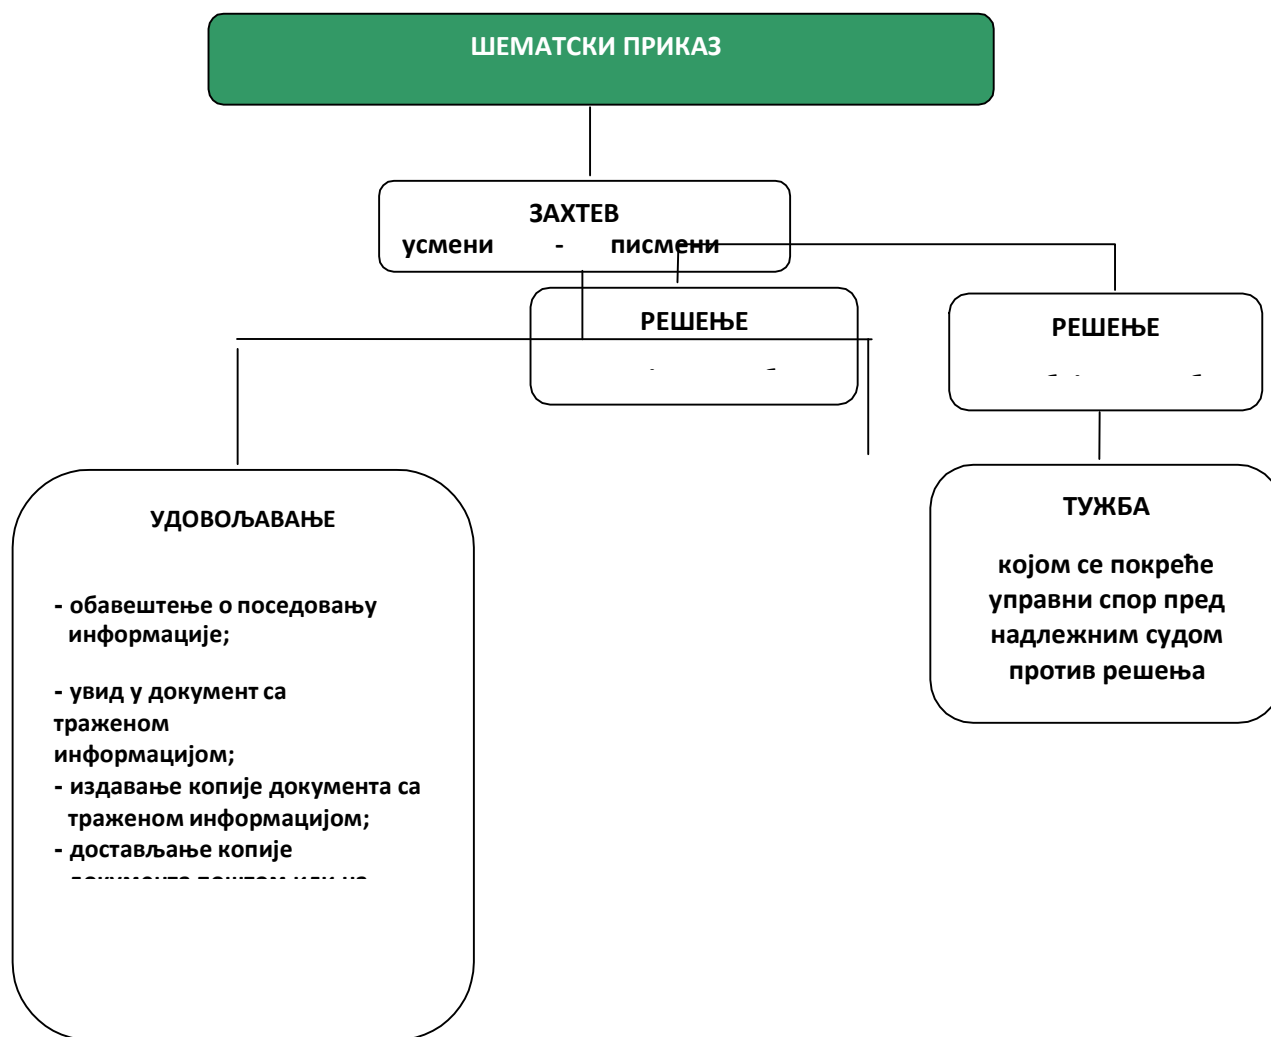 ШЕМАТСКИ ПРИКАЗ
ЗАХТЕВ
усмени - писмени
РЕШЕЊЕ
РЕШЕЊЕ
УДОВОЉАВАЊЕ
- обавештење о поседовању
информације;
- увид у документ са
траженом
информацијом;
- издавање копије документа са
траженом информацијом;
- достављање копије
ТУЖБА
којом се покреће
управни спор пред
надлежним судом
против решења